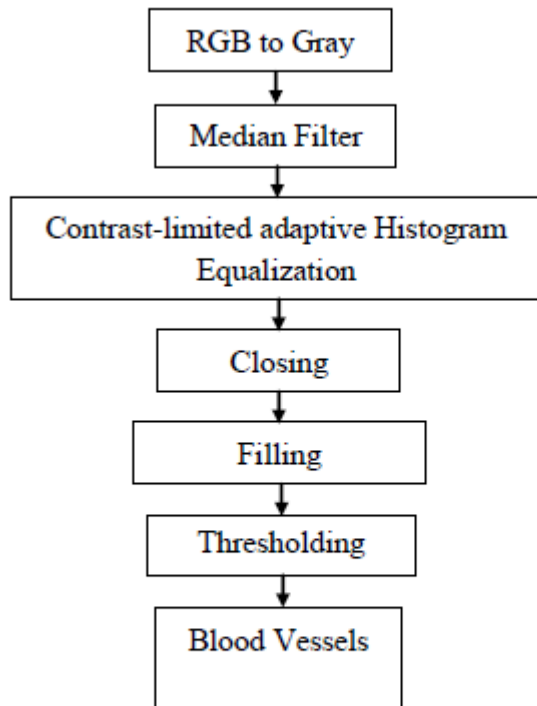 RGB to Gray
Median Filter
Contrast-limited adaptive Histogram
Equalization
Closing
Filling
Thresholding
Blood Vessels